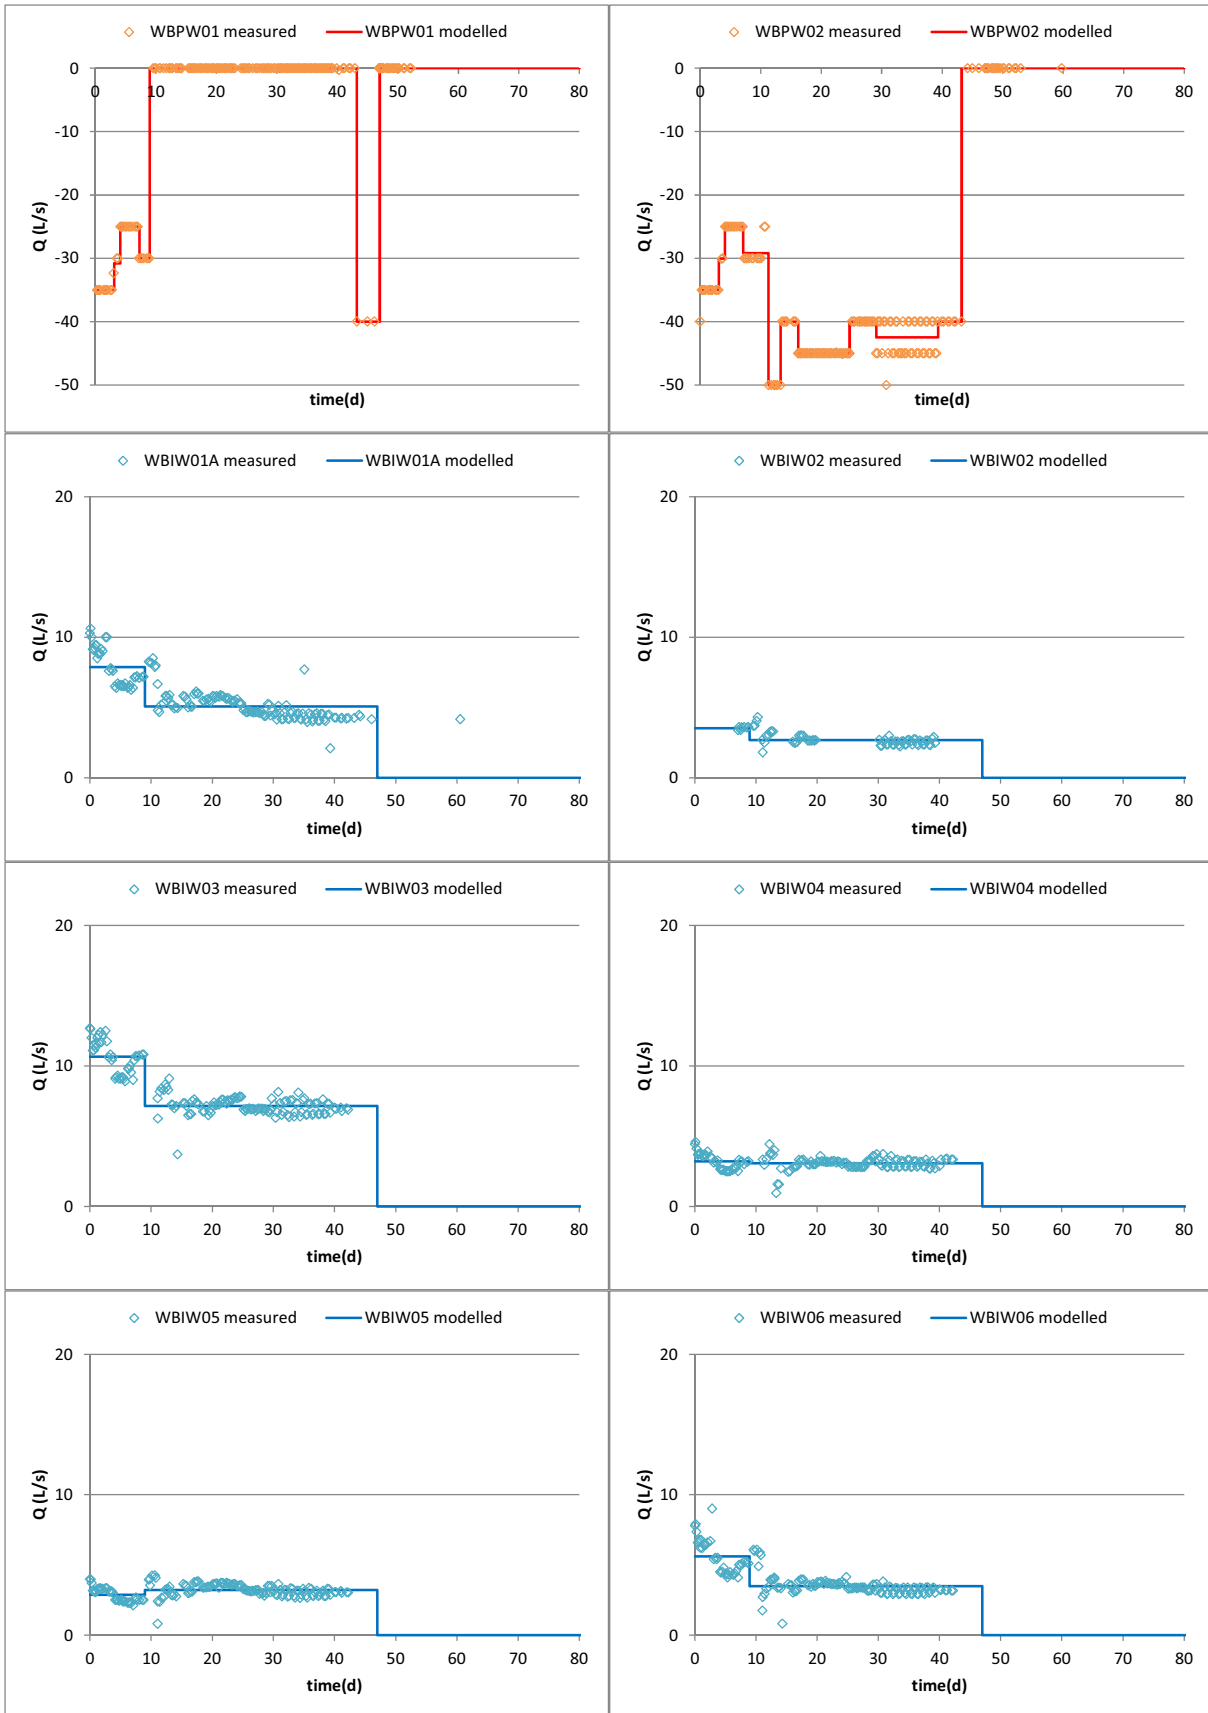 WBPW01 measured WBPW01 modelled
0
0 10 20 30 40 50 60 70 80
-10
-20
-30
-40
-50
Q (L/s)
time(d)
WBPW02 measured WBPW02 modelled
0
0 10 20 30 40 50 60 70 80
-10
-20
-30
-40
-50
Q (L/s)
time(d)
WBIW01A measured WBIW01A modelled
20
10
0
Q (L/s)
0 10 20 30 40 50 60 70 80
time(d)
WBIW02 measured WBIW02 modelled
20
10
0
Q (L/s)
0 10 20 30 40 50 60 70 80
time(d)
WBIW03 measured WBIW03 modelled
20
10
0
Q (L/s)
0 10 20 30 40 50 60 70 80
time(d)
WBIW04 measured WBIW04 modelled
20
10
0
Q (L/s)
0 10 20 30 40 50 60 70 80
time(d)
WBIW05 measured WBIW05 modelled
20
10
0
Q (L/s)
0 10 20 30 40 50 60 70 80
time(d)
WBIW06 measured WBIW06 modelled
20
10
0
Q (L/s)
0 10 20 30 40 50 60 70 80
time(d)